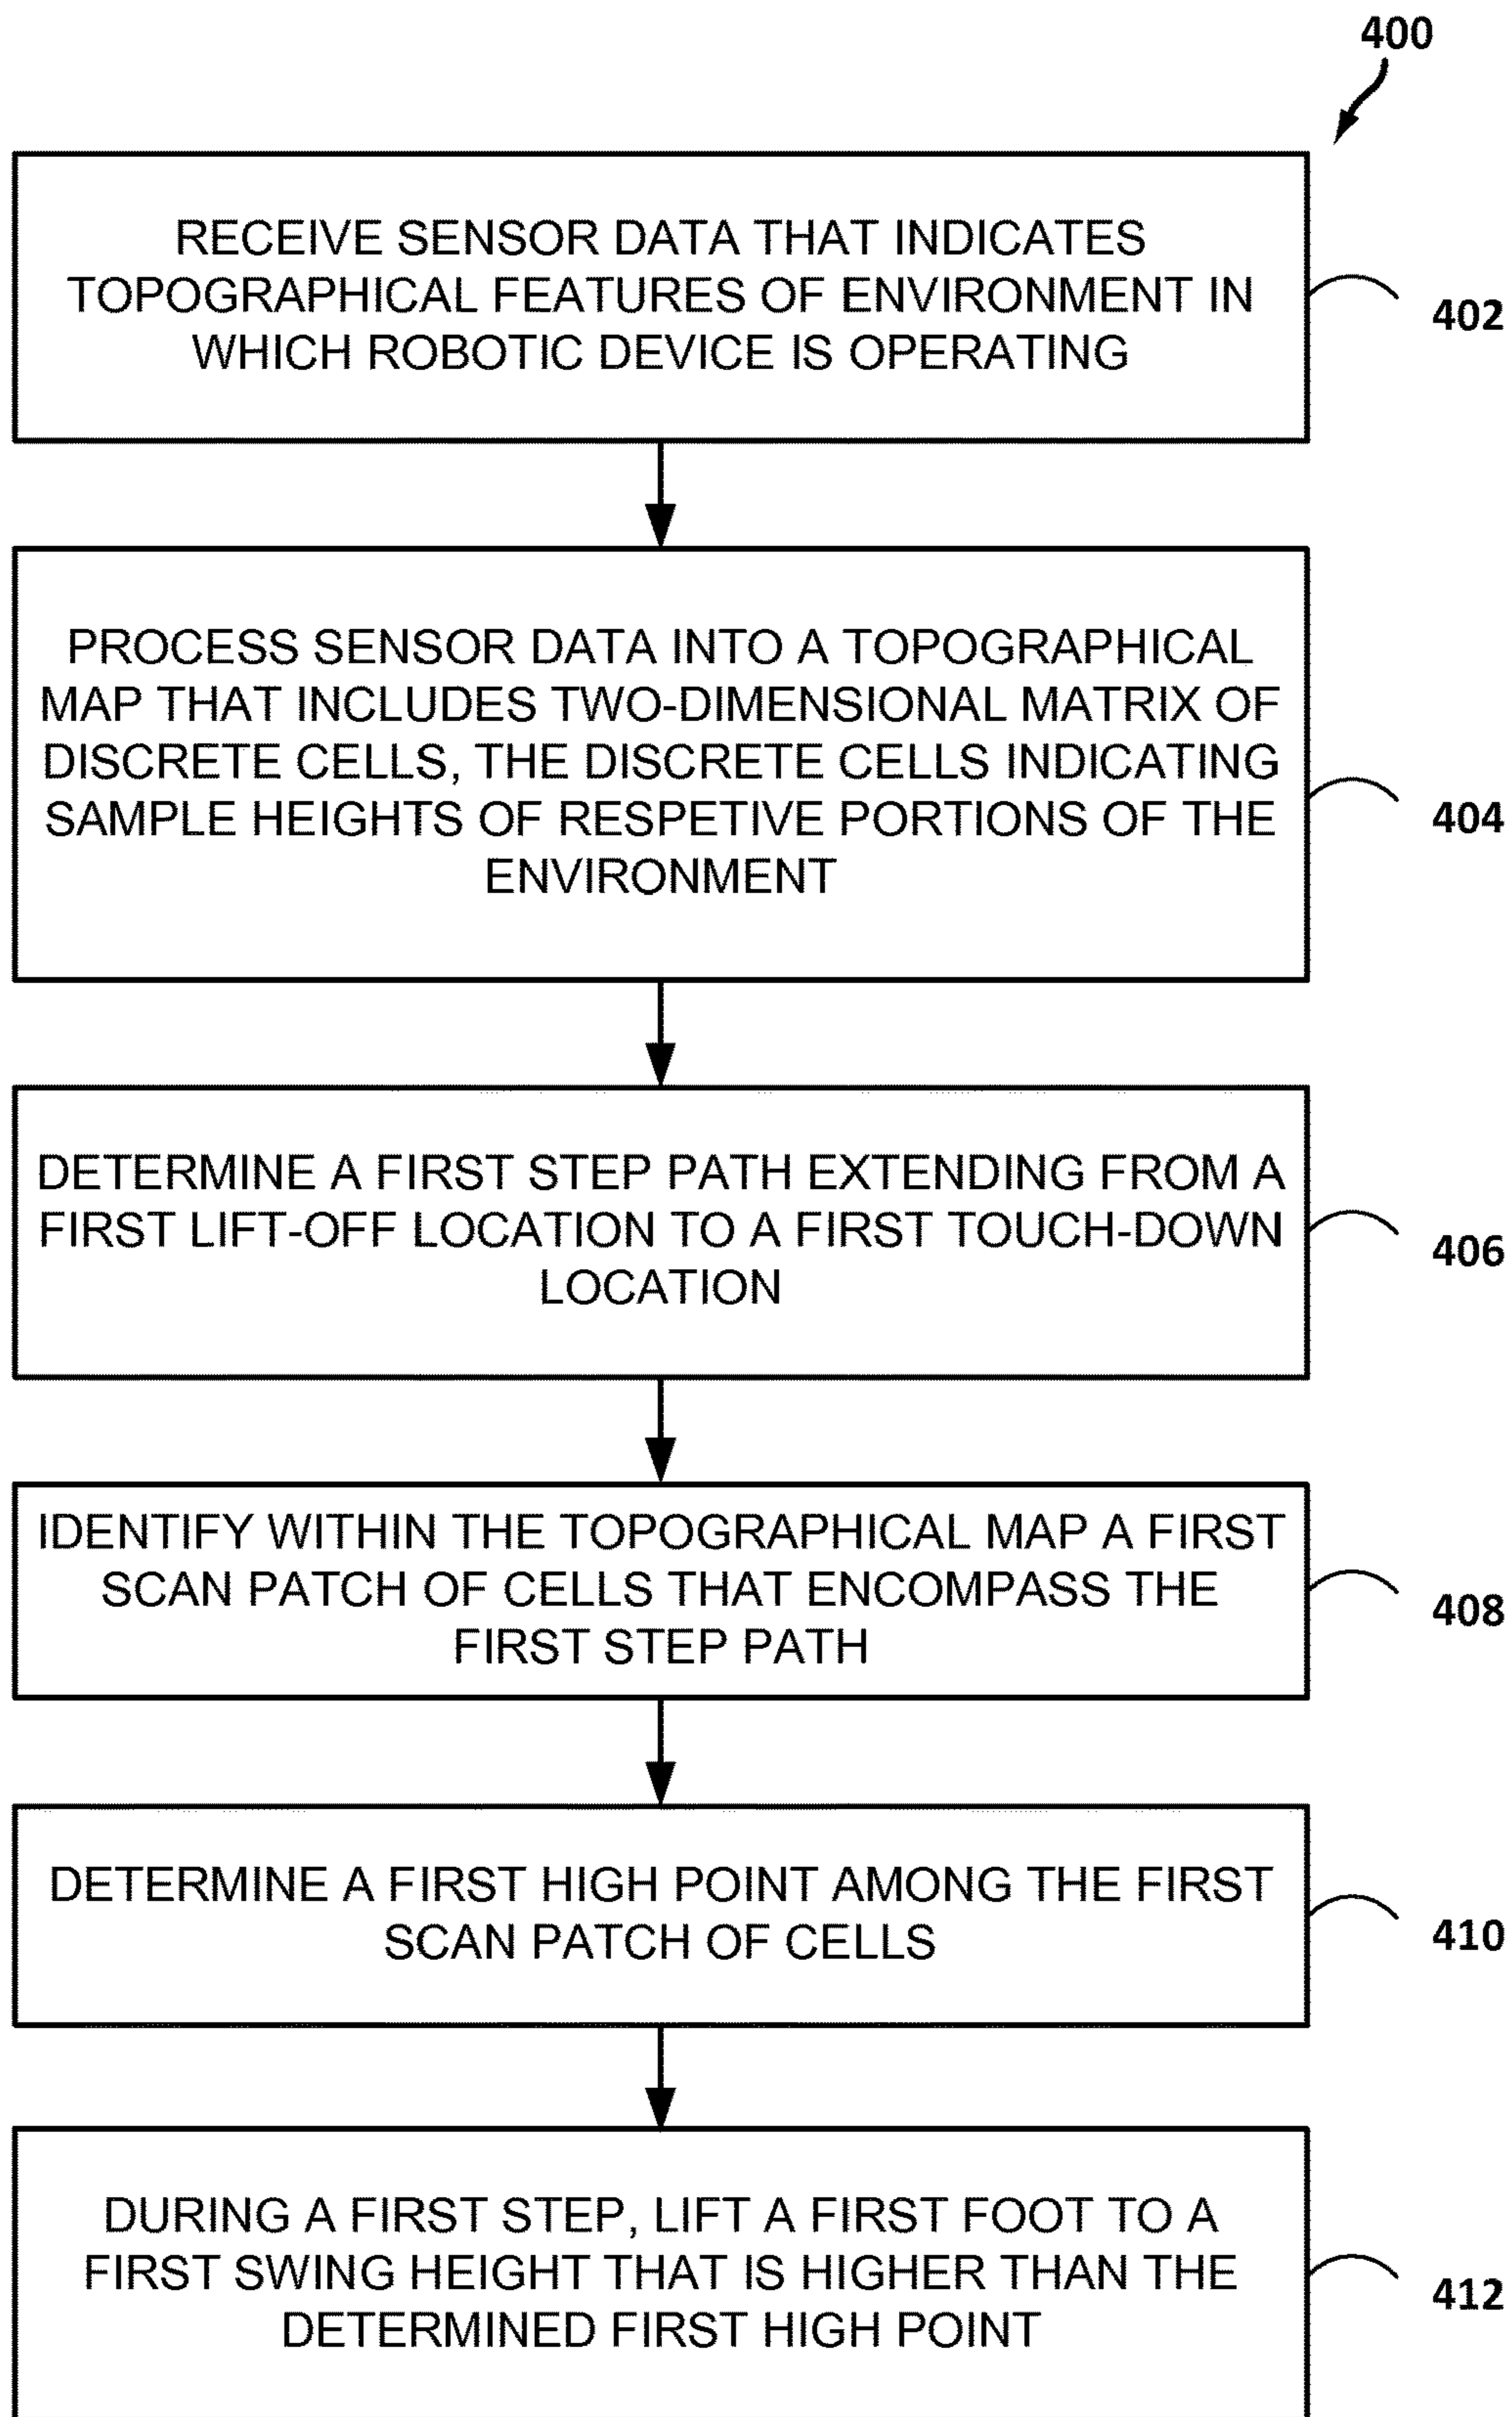 400
RECEIVE SENSOR DATA THAT INDICATES
TOPOGRAPHICAL FEATURES OF ENVIRONMENT IN
WHICH ROBOTIC DEVICE IS OPERATING
402
PROCESS SENSOR DATA INTO A TOPOGRAPHICAL
MAP THAT INCLUDES TWO-DIMENSIONAL MATRIX OF
DISCRETE CELLS, THE DISCRETE CELLS INDICATING
SAMPLE HEIGHTS OF RESPETIVE PORTIONS OF THE
ENVIRONMENT
404
DETERMINE A FIRST STEP PATH EXTENDING FROM A
FIRST LIFT-OFF LOCATION TO A FIRST TOUCH-DOWN
LOCATION
406
IDENTIFY WITHIN THE TOPOGRAPHICAL MAP A FIRST
SCAN PATCH OF CELLS THAT ENCOMPASS THE
FIRST STEP PATH
408
DETERMINE A FIRST HIGH POINT AMONG THE FIRST
SCAN PATCH OF CELLS
410
DURING A FIRST STEP, LIFT A FIRST FOOT TO A
FIRST SWING HEIGHT THAT IS HIGHER THAN THE
DETERMINED FIRST HIGH POINT
412